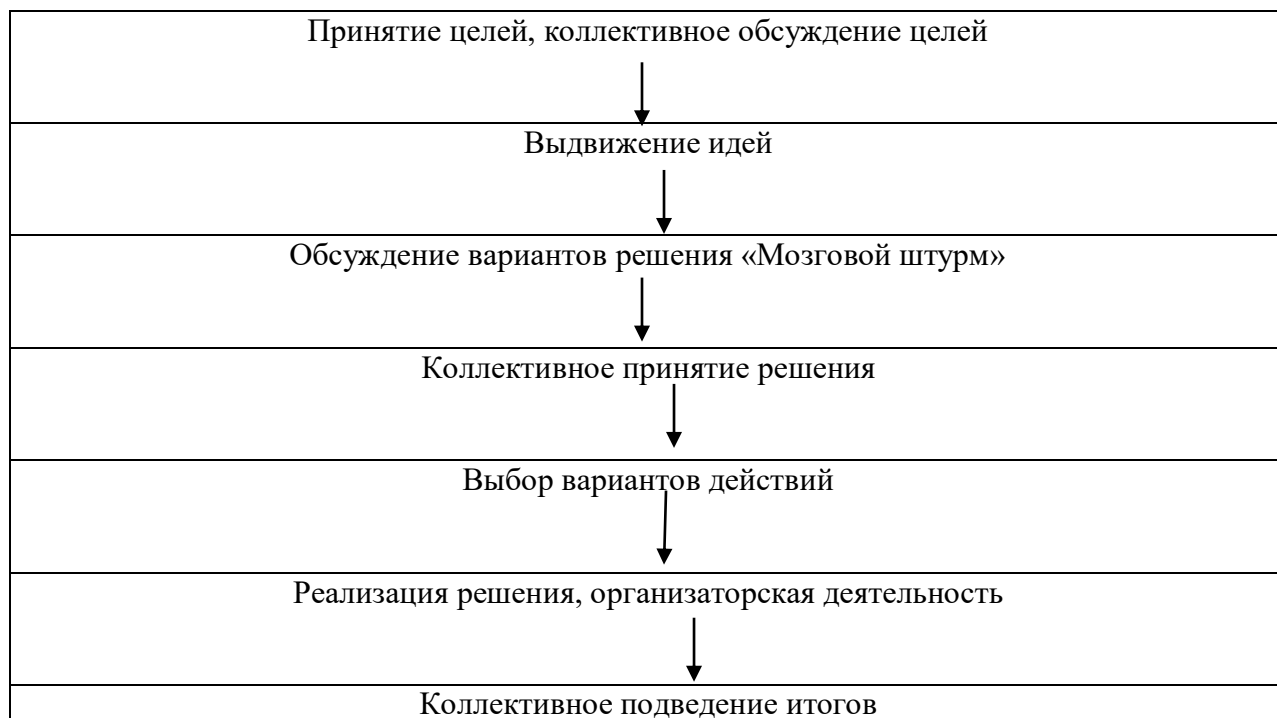 Принятие целей, коллективное обсуждение целей
Выдвижение идей
Обсуждение вариантов решения «Мозговой штурм»
Коллективное принятие решения
Выбор вариантов действий
Реализация решения, организаторская деятельность
Коллективное подведение итогов